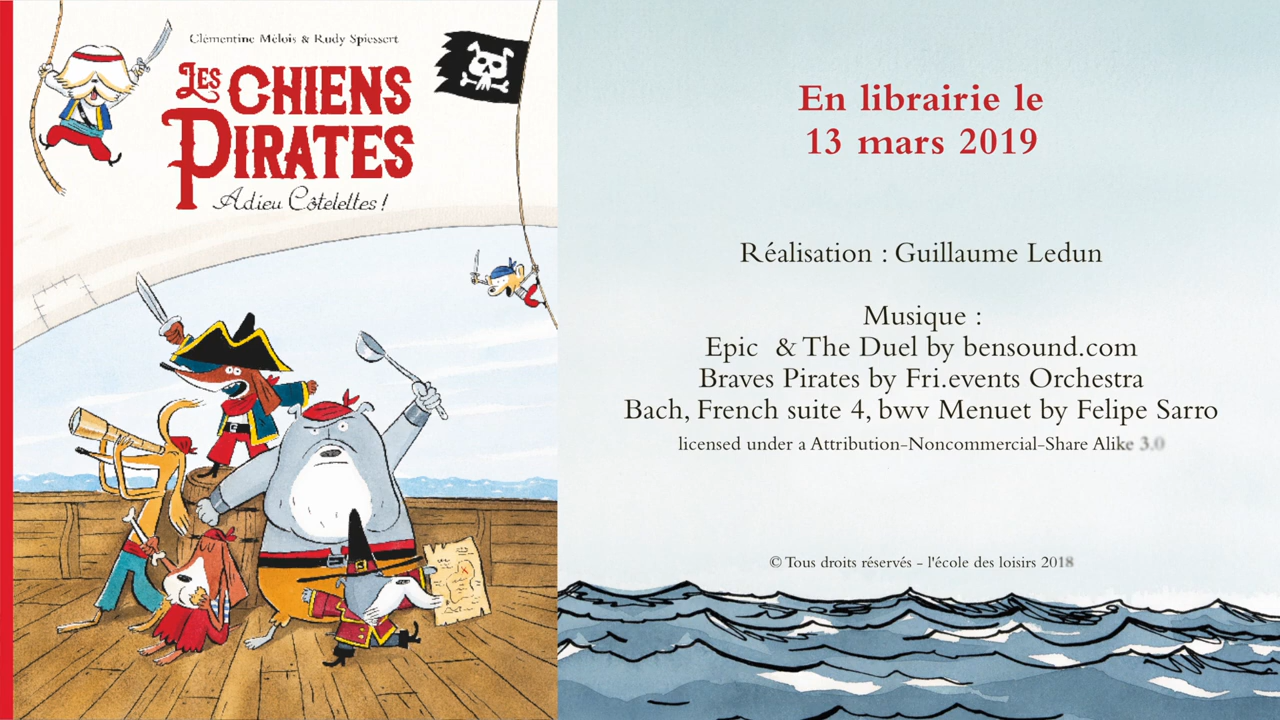 Clémentine Mélois & Rudy Spiessert
LES CHIENS
PIRATES
Adieu Côtelettes !
En librairie le
13 mars 2019
Réalisation : Guillaume Ledun
Musique :
Epic & The Duel by bensound.com
Braves Pirates by Fri.events Orchestra
Bach, French suite 4, bwv Menuet by Felipe Sarro
licensed under a Attribution-Noncommercial-Share Alike 3.0
© Tous droits réservés - l'école des loisirs 2018